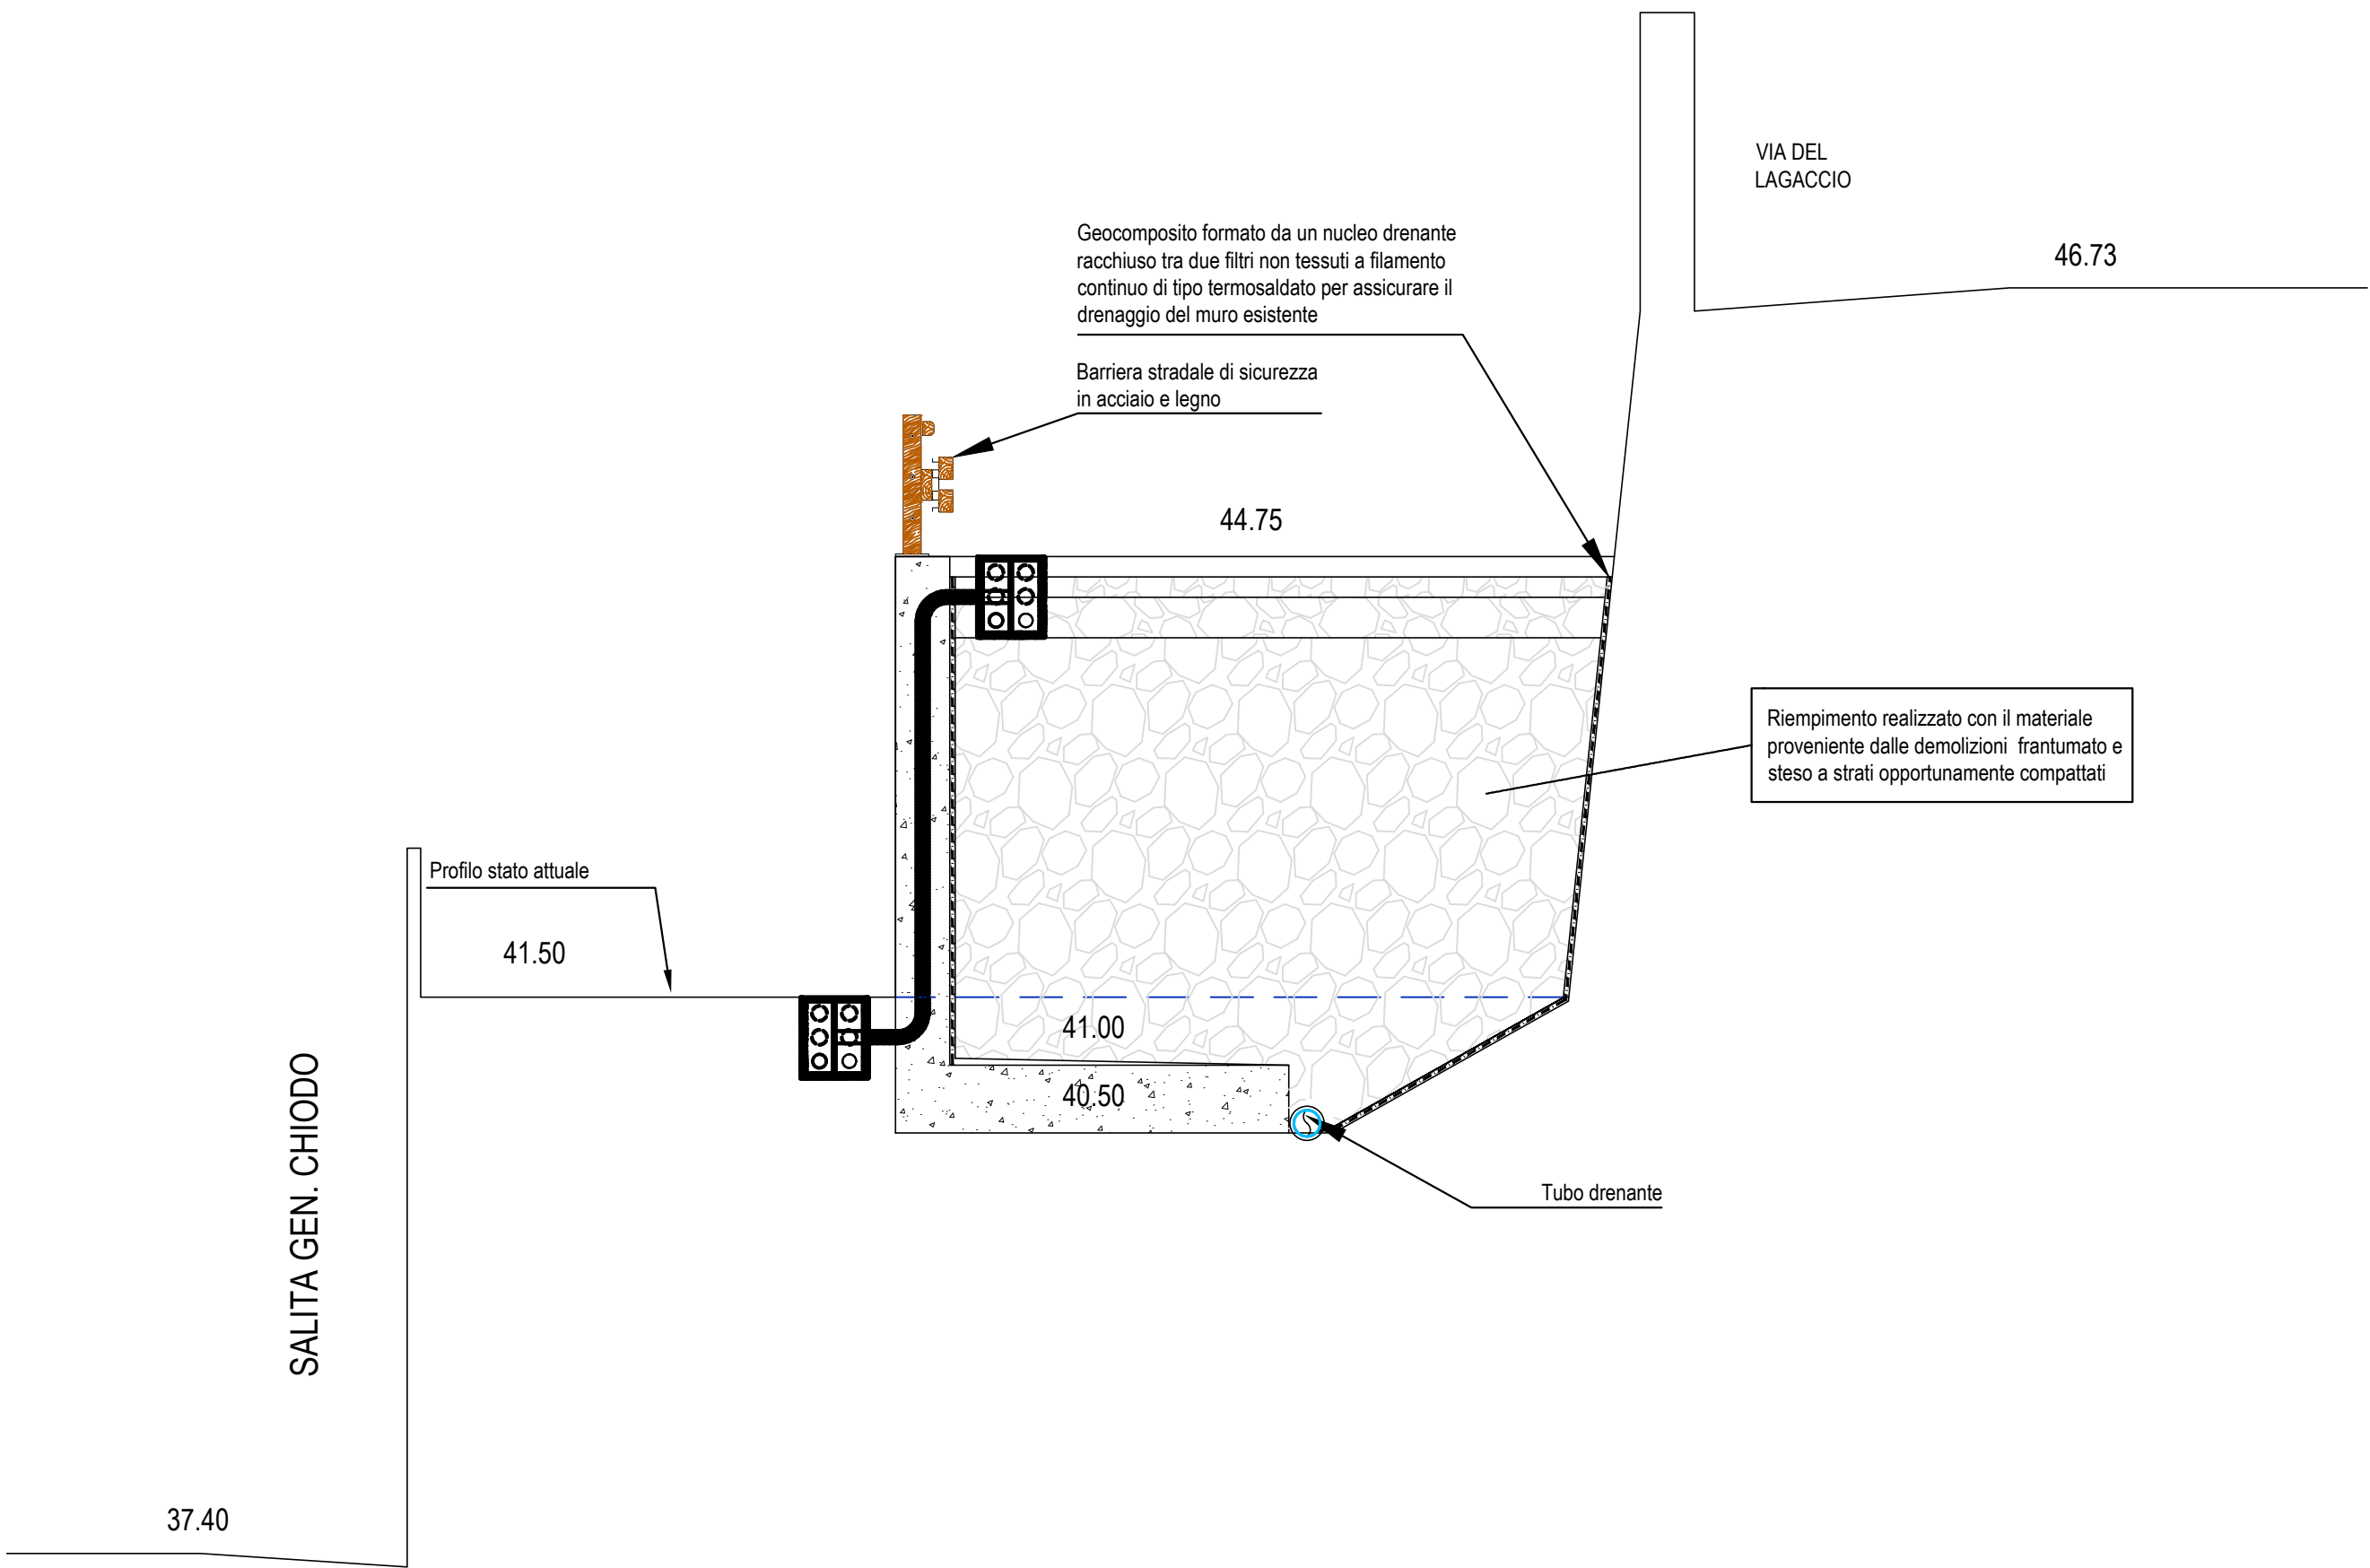 VIA DEL
LAGACCIO
46.73
Geocomposito formato da un nucleo drenante
racchiuso tra due filtri non tessuti a filamento
continuo di tipo termosaldato per assicurare il
drenaggio del muro esistente
Barriera stradale di sicurezza
in acciaio e legno
44.75
Riempimento realizzato con il materiale
proveniente dalle demolizioni frantumato e
steso a strati opportunamente compattati
Profilo stato attuale
41.50
41.00
40.50
Tubo drenante
SALITA GEN. CHIODO
37.40